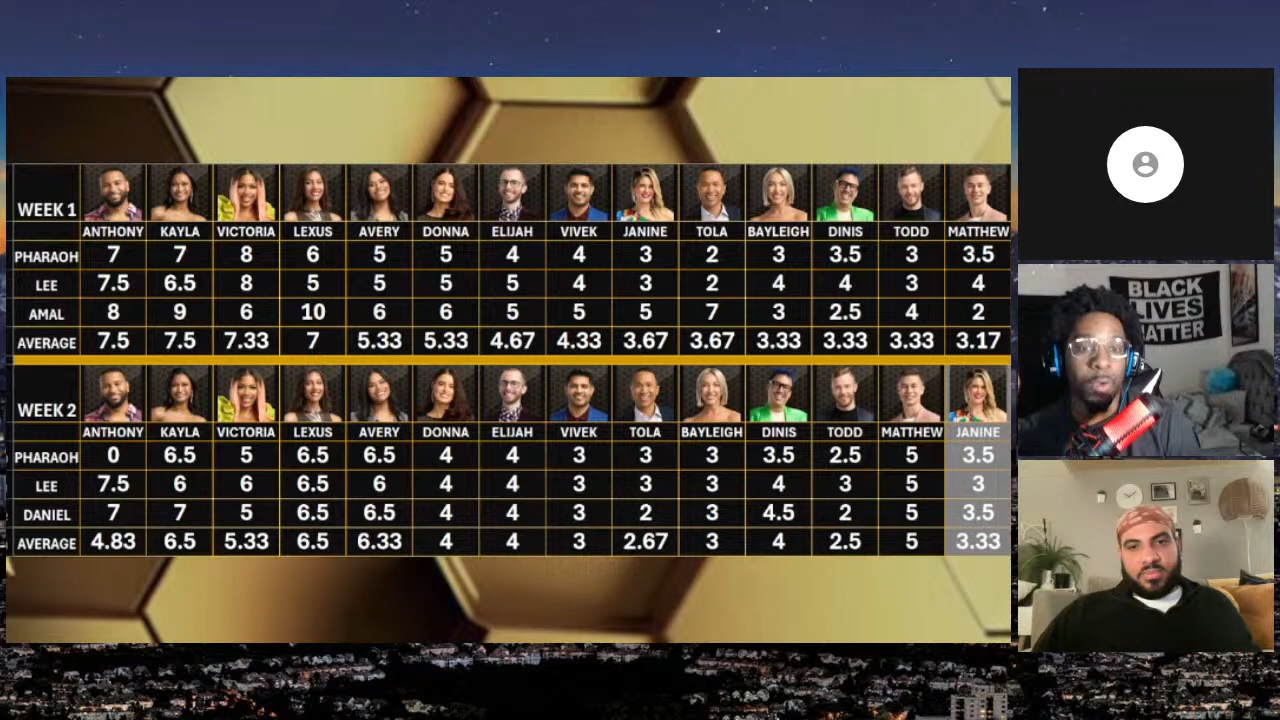 WEEK 1
ANTHONY KAYLA VICTORIA LEXUS AVERY DONNA ELIJAH VIVEK JANINE TOLA BAYLEIGH DINIS TODD MATTHEW
PHARAOH 7 7 8 6 5 5 4 4 3 2 3 3.5 3 3.5
LEE 7.5 6.5 8 5 5 5 5 4 3 2 4 4 3 4
AMAL 8 9 6 10 6 6 5 5 5 7 3 2.5 4 2
AVERAGE 7.5 7.5 7.33 7 5.33 5.33 4.67 4.33 3.67 3.67 3.33 3.33 3.33 3.17
WEEK 2
ANTHONY KAYLA VICTORIA LEXUS AVERY DONNA ELIJAH VIVEK TOLA BAYLEIGH DINIS TODD MATTHEW JANINE
PHARAOH 0 6.5 5 6.5 6.5 4 4 3 3 3 3.5 2.5 5 3.5
LEE 7.5 6 6 6.5 6 4 4 3 3 3 4 3 5 3
DANIEL 7 7 5 6.5 6.5 4 4 3 2 3 4.5 2 5 3.5
AVERAGE 4.83 6.5 5.33 6.5 6.33 4 4 3 2.67 3 4 2.5 5 3.33
BLACK
LIVES
MATTER